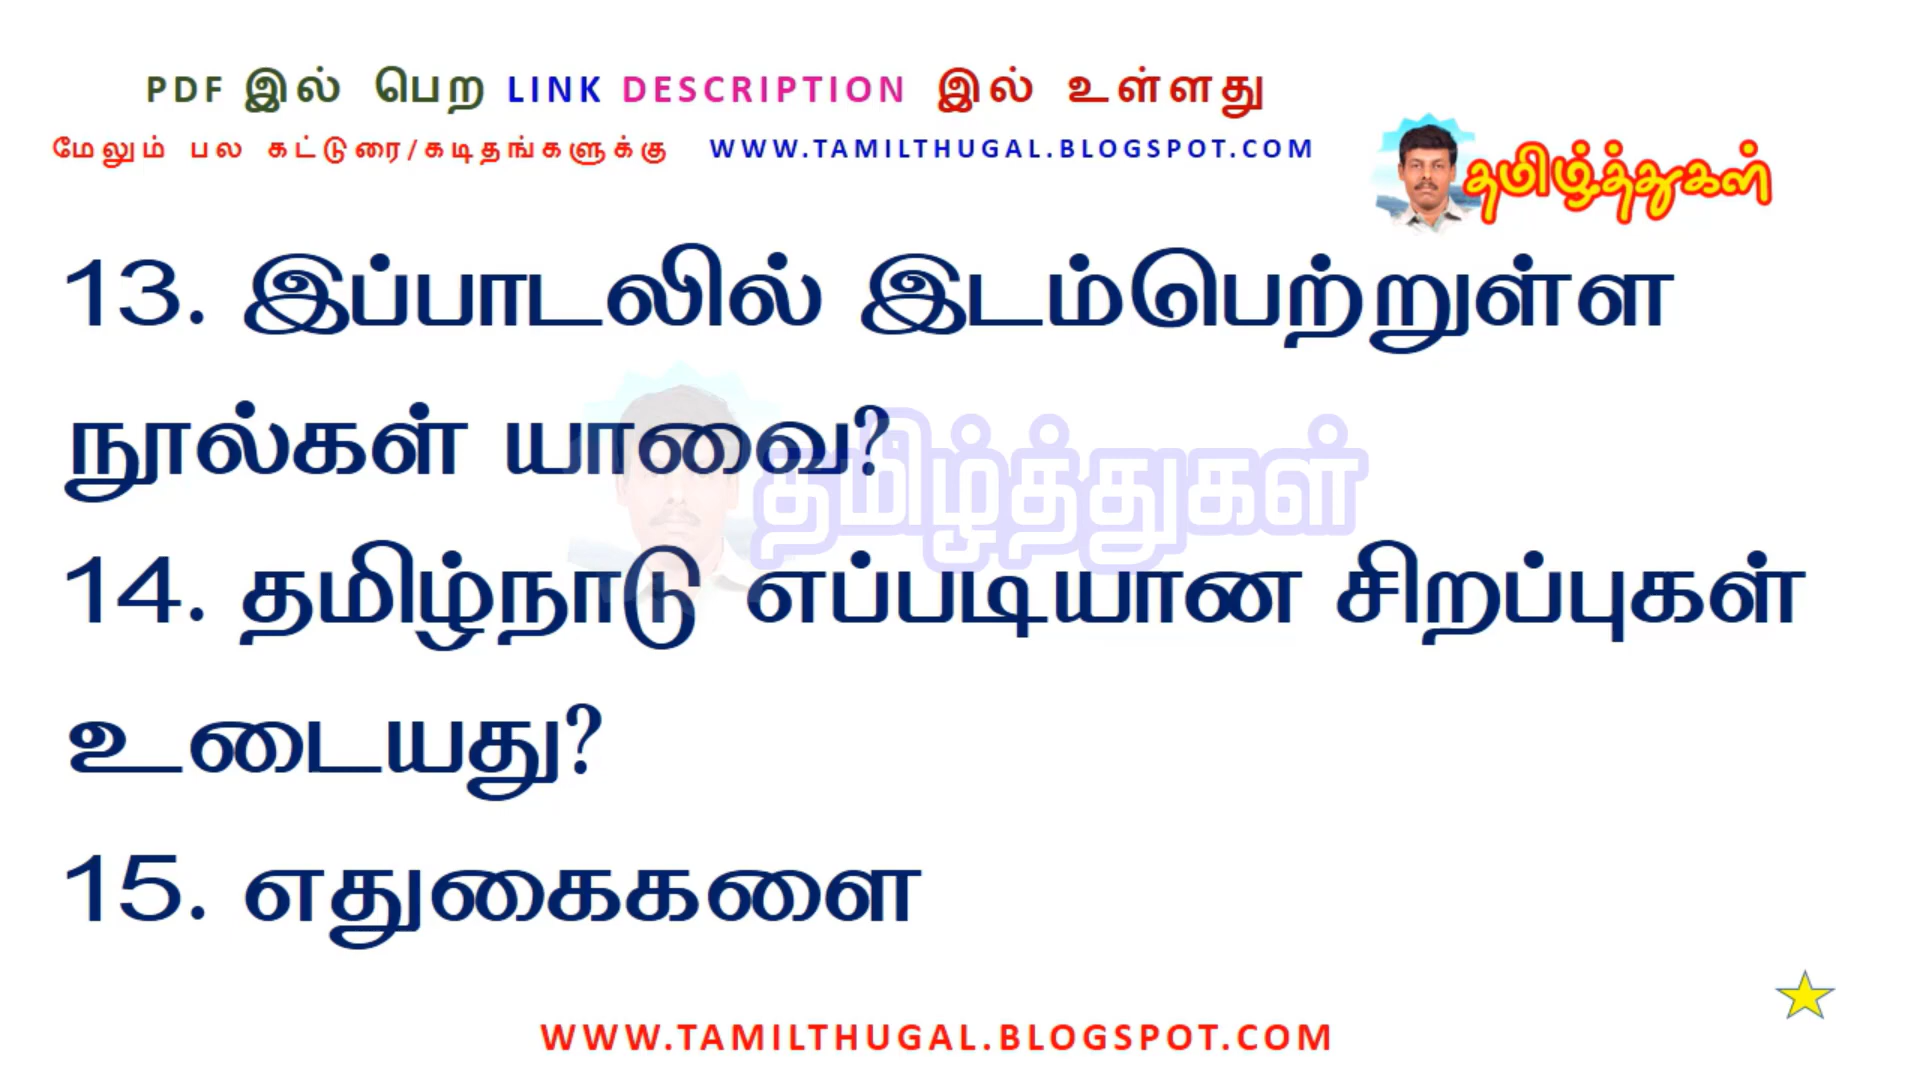 PDF இல் பெற LINK DESCRIPTION இல் உள்ளது
மேலும் பல கட்டுரை/கடிதங்களுக்கு WWW.TAMILTHUGAL.BLOGSPOT.COM
தமிழ்த்துகள்
13. இப்பாடலில் இடம்பெற்றுள்ள
நூல்கள் யாவை?
தமிழ்த்துகள்
14. தமிழ்நாடு எப்படியான சிறப்புகள்
உடையது?
15. எதுகைகளை
WWW.TAMILTHUGAL.BLOGSPOT.COM